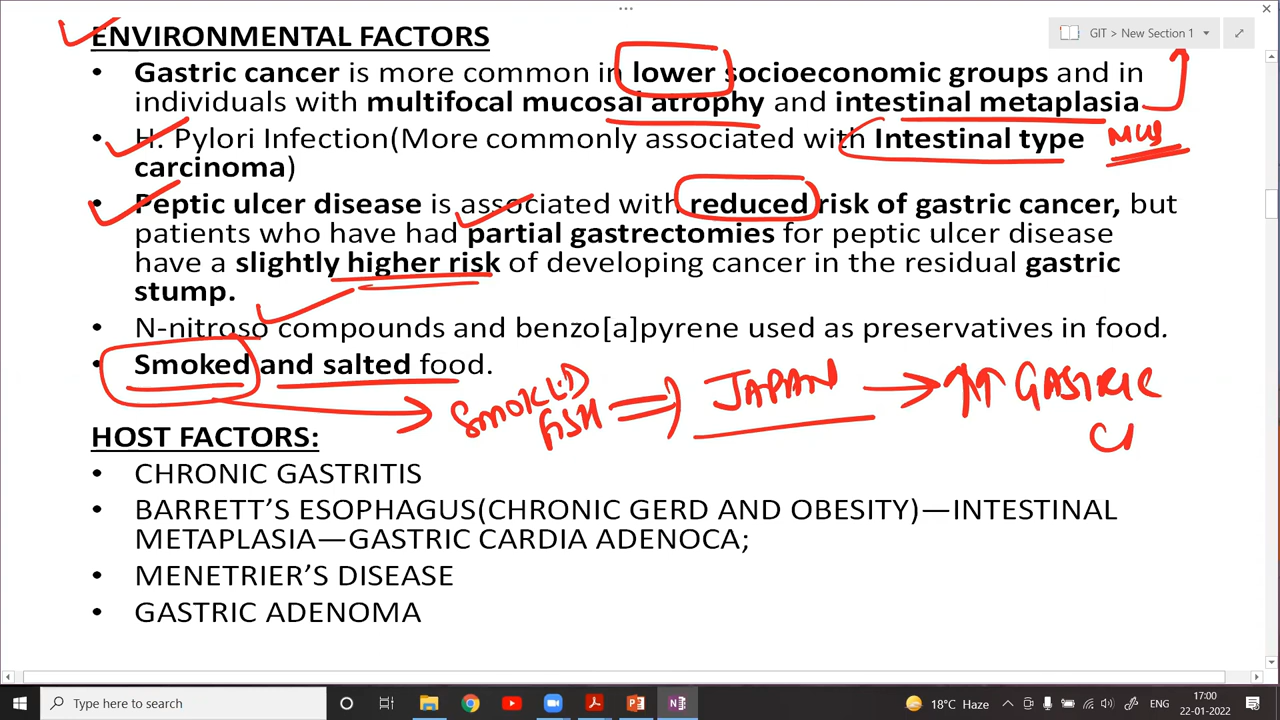 ENVIRONMENTAL FACTORS
GIT > New Section 1
• Gastric cancer is more common in lower socioeconomic groups and in
individuals with multifocal mucosal atrophy and intestinal metaplasia
• H. Pylori Infection(More commonly associated with Intestinal type
carcinoma)
MCQ
• Peptic ulcer disease is associated with reduced risk of gastric cancer, but
patients who have had partial gastrectomies for peptic ulcer disease
have a slightly higher risk of developing cancer in the residual gastric
stump.
• N-nitroso compounds and benzo[a]pyrene used as preservatives in food.
• Smoked and salted food.
SMOKED
FISH ⇒ JAPAN → ↑↑ GASTRIC
HOST FACTORS:
• CHRONIC GASTRITIS
• BARRETT’S ESOPHAGUS(CHRONIC GERD AND OBESITY)—INTESTINAL
METAPLASIA—GASTRIC CARDIA ADENOCA;
• MENETRIER’S DISEASE
• GASTRIC ADENOMA
Type here to search
18°C Haze
ENG
17:00
22-01-2022